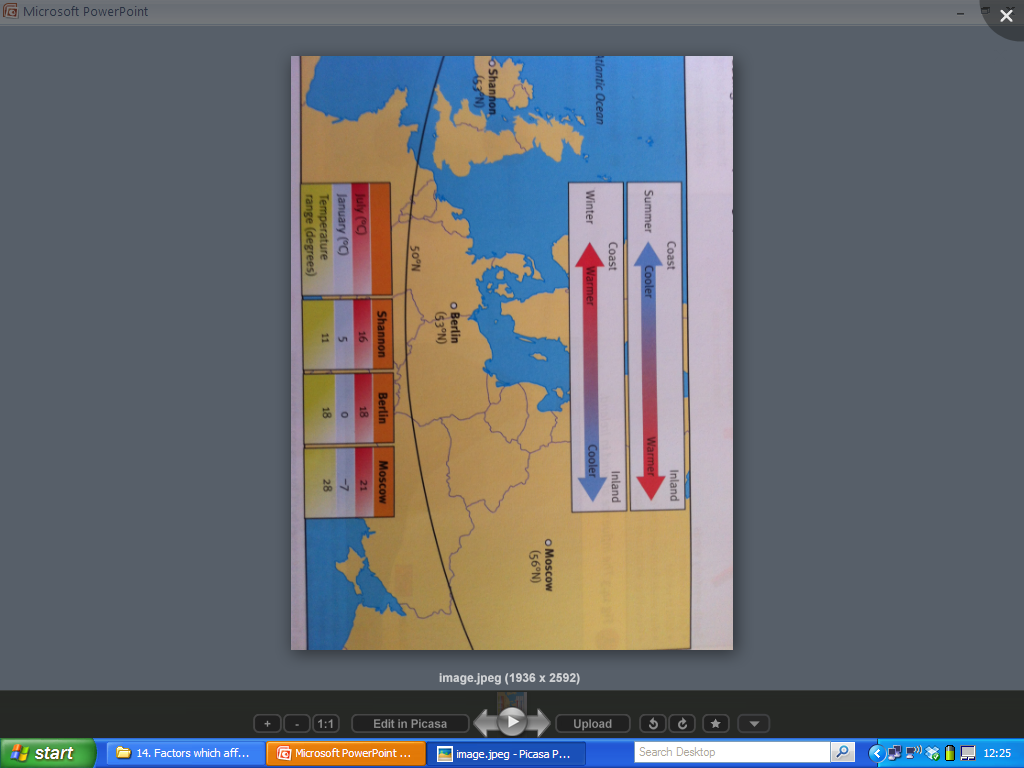 Microsoft PowerPoint
Atlantic Ocean
Summer
Coast
Cooler
Warmer
Inland
Winter
Coast
Warmer
Cooler
Inland
Shannon
(53°N)
50°N
Berlin
(53°N)
Moscow
(56°N)
Shannon Berlin Moscow
July (°C) 16 18 21
January (°C) 5 0 -7
Temperature
range (degrees) 11 18 28
image.jpeg (1936 x 2592)
+ - 1:1 Edit in Picasa Upload
start 14. Factors which aff... Microsoft PowerPoint ... image.jpeg - Picasa P... Search Desktop 12:25